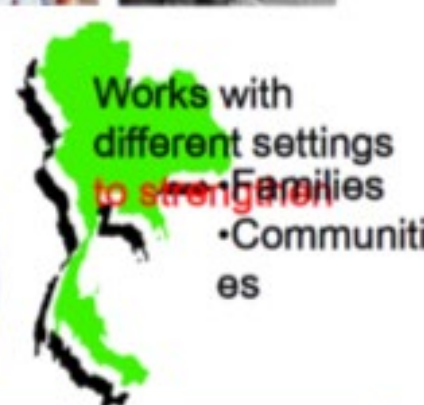 Works with
different settings
to strengthen
•Families
•Communiti
es